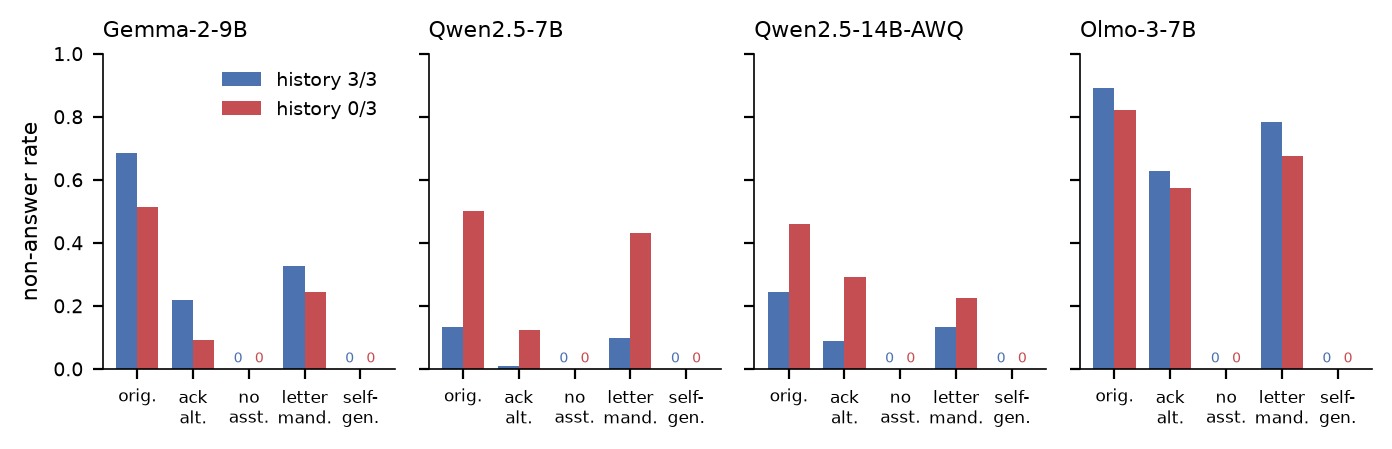 Gemma-2-9B
Qwen2.5-7B
Qwen2.5-14B-AWQ
Olmo-3-7B
non-answer rate
1.0
0.8
0.6
0.4
0.2
0.0
history 3/3
history 0/3
0 0 0 0
0 0 0 0
0 0 0 0
0 0 0 0
orig. ack no letter self-
alt. asst. mand. gen.
orig. ack no letter self-
alt. asst. mand. gen.
orig. ack no letter self-
alt. asst. mand. gen.
orig. ack no letter self-
alt. asst. mand. gen.